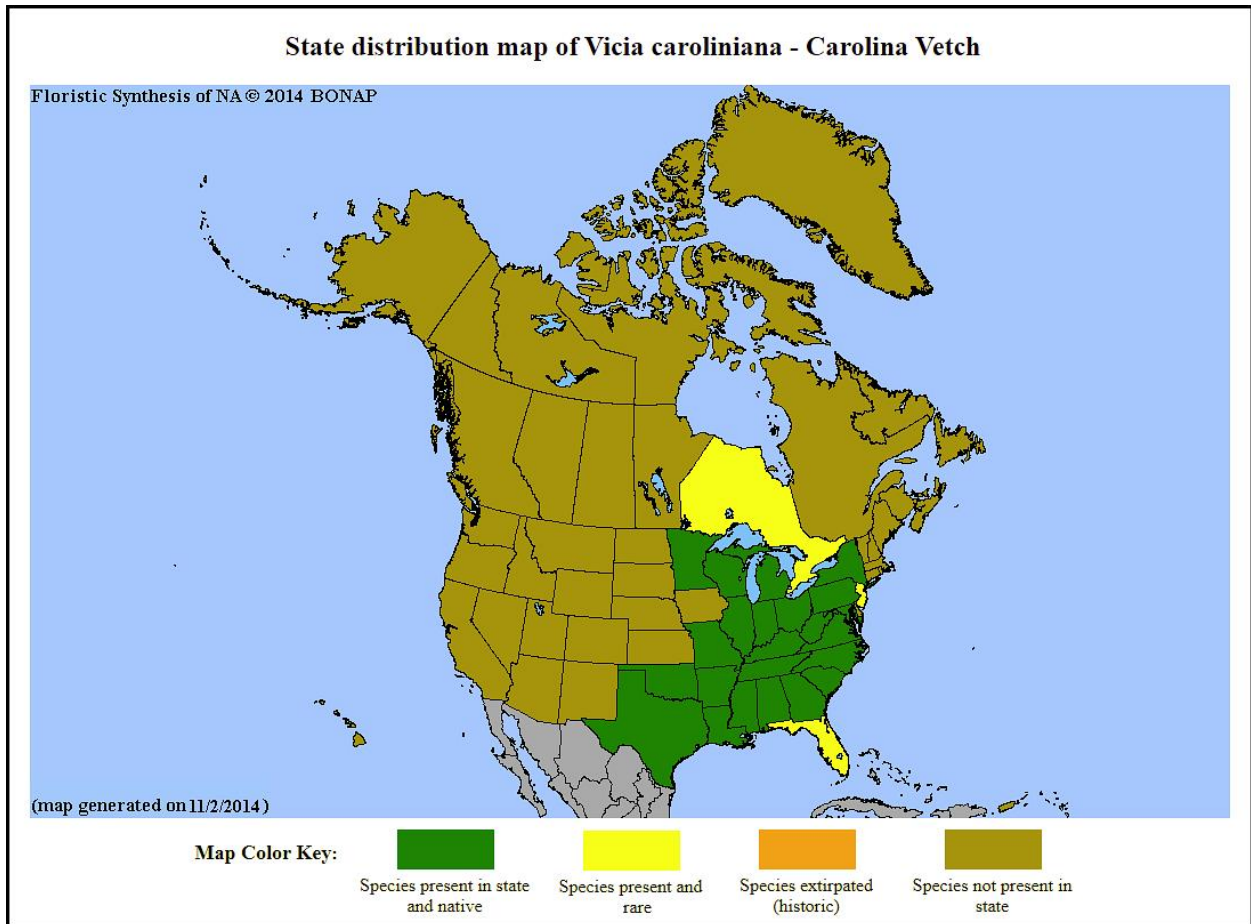 State distribution map of Vicia caroliniana - Carolina Vetch
Floristic Synthesis of NA © 2014 BONAP
(map generated on 11/2/2014)
Map Color Key:
Species present in state
and native
Species present and
rare
Species extirpated
(historic)
Species not present in
state